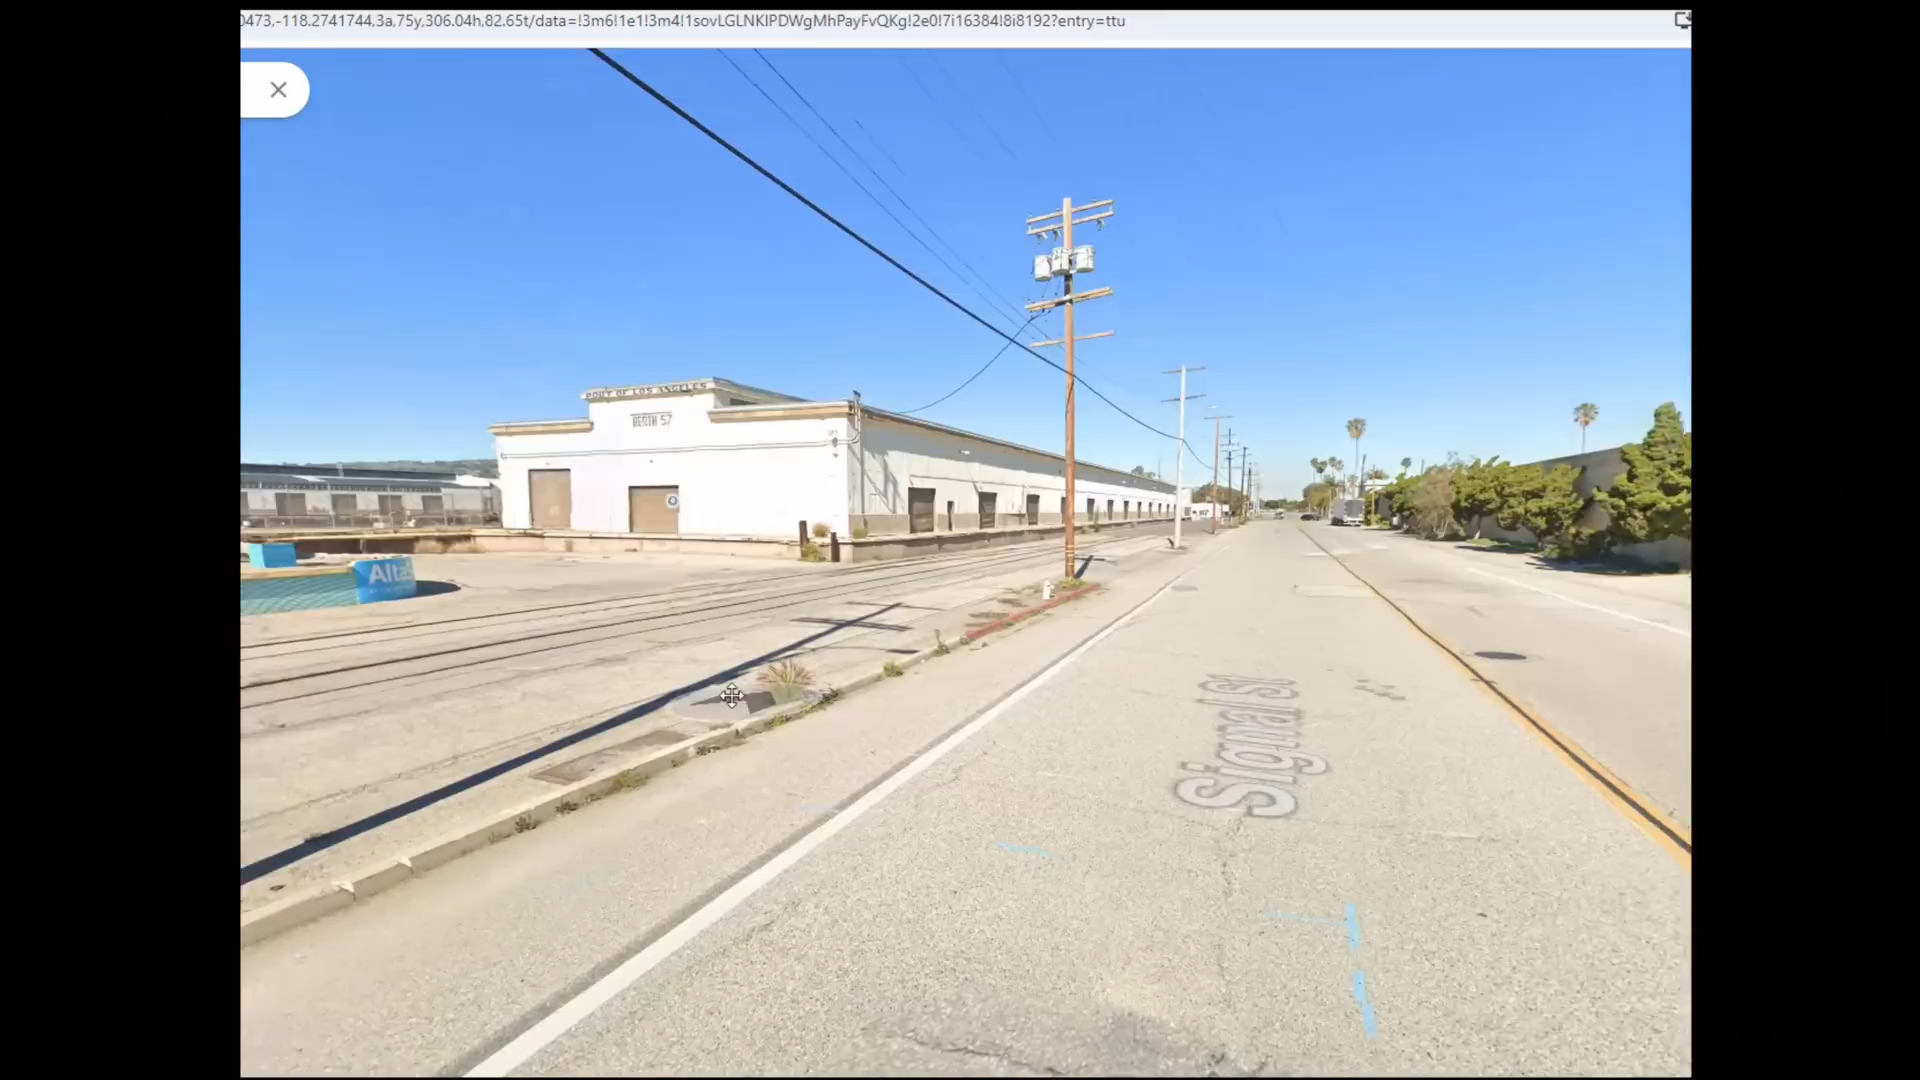 0473,-118.2741744,3a,75y,306.04h,82.65t/data=!3m6!1e1!3m4!1sovLGLNKIPDWgMhPayFvQKg!2e0!7i16384!8i8192?entry=ttu
PORT OF LOS ANGELES
BERTH 57
Alta
Signal St